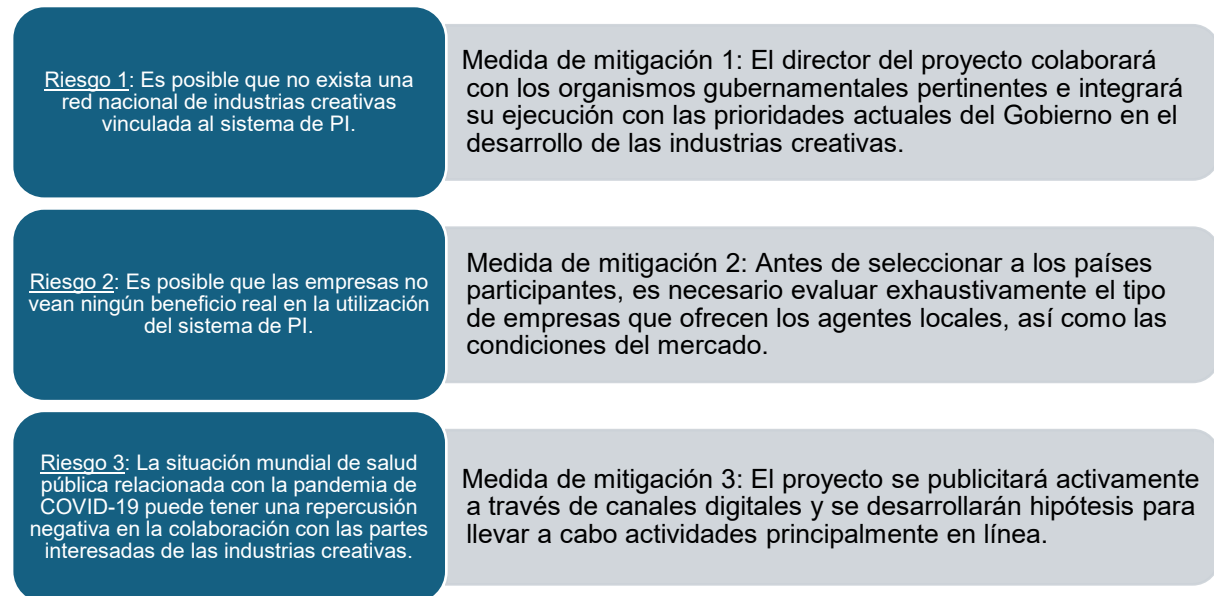 Riesgo 1: Es posible que no exista una
red nacional de industrias creativas
vinculada al sistema de PI.
Medida de mitigación 1: El director del proyecto colaborará
con los organismos gubernamentales pertinentes e integrará
su ejecución con las prioridades actuales del Gobierno en el
desarrollo de las industrias creativas.
Riesgo 2: Es posible que las empresas no
vean ningún beneficio real en la utilización
del sistema de PI.
Medida de mitigación 2: Antes de seleccionar a los países
participantes, es necesario evaluar exhaustivamente el tipo
de empresas que ofrecen los agentes locales, así como las
condiciones del mercado.
Riesgo 3: La situación mundial de salud
pública relacionada con la pandemia de
COVID-19 puede tener una repercusión
negativa en la colaboración con las partes
interesadas de las industrias creativas.
Medida de mitigación 3: El proyecto se publicitará activamente
a través de canales digitales y se desarrollarán hipótesis para
llevar a cabo actividades principalmente en línea.